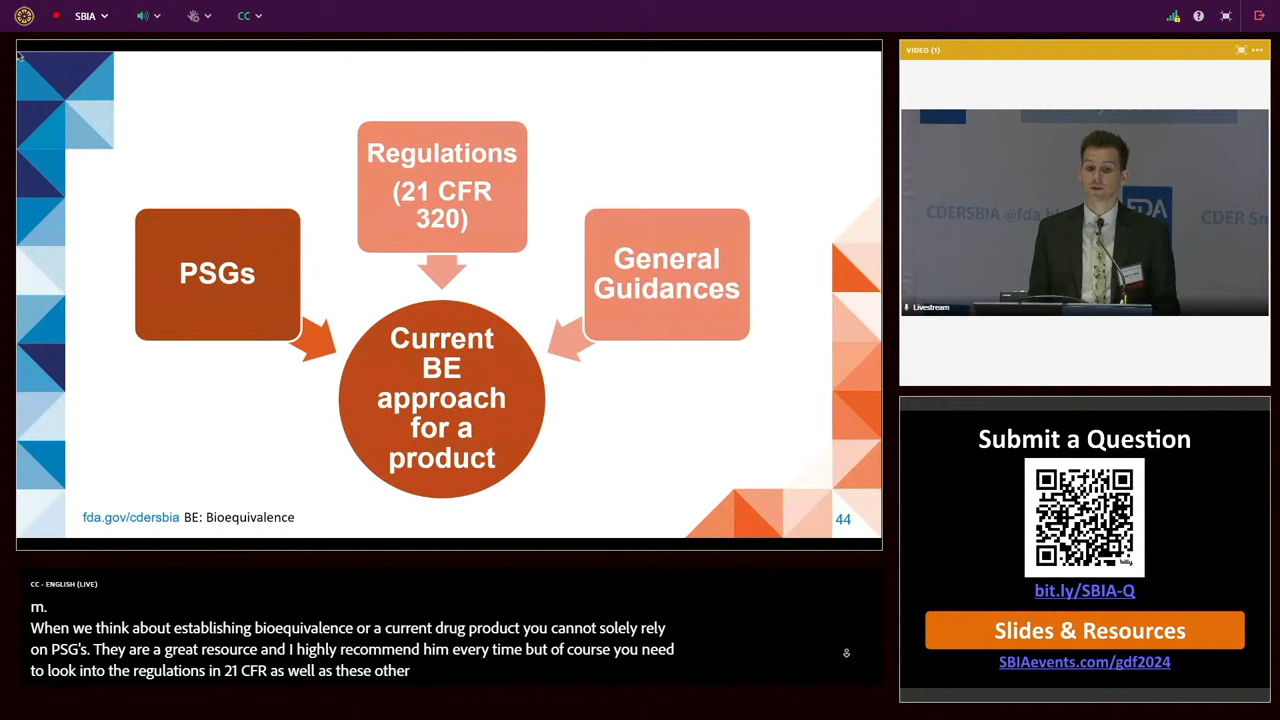 SBIA
CC
PSGs
Regulations
(21 CFR
320)
General
Guidances
Current
BE
approach
for a
product
fda.gov/cdersbia BE: Bioequivalence
44
CC - ENGLISH (LIVE)
m.
When we think about establishing bioequivalence or a current drug product you cannot solely rely
on PSG's. They are a great resource and I highly recommend him every time but of course you need
to look into the regulations in 21 CFR as well as these other
VIDEO (1)
CDERSBIA @fda
FDA
CDER Sm
Livestream
Submit a Question
bitly
bit.ly/SBIA-Q
Slides & Resources
SBIAevents.com/gdf2024